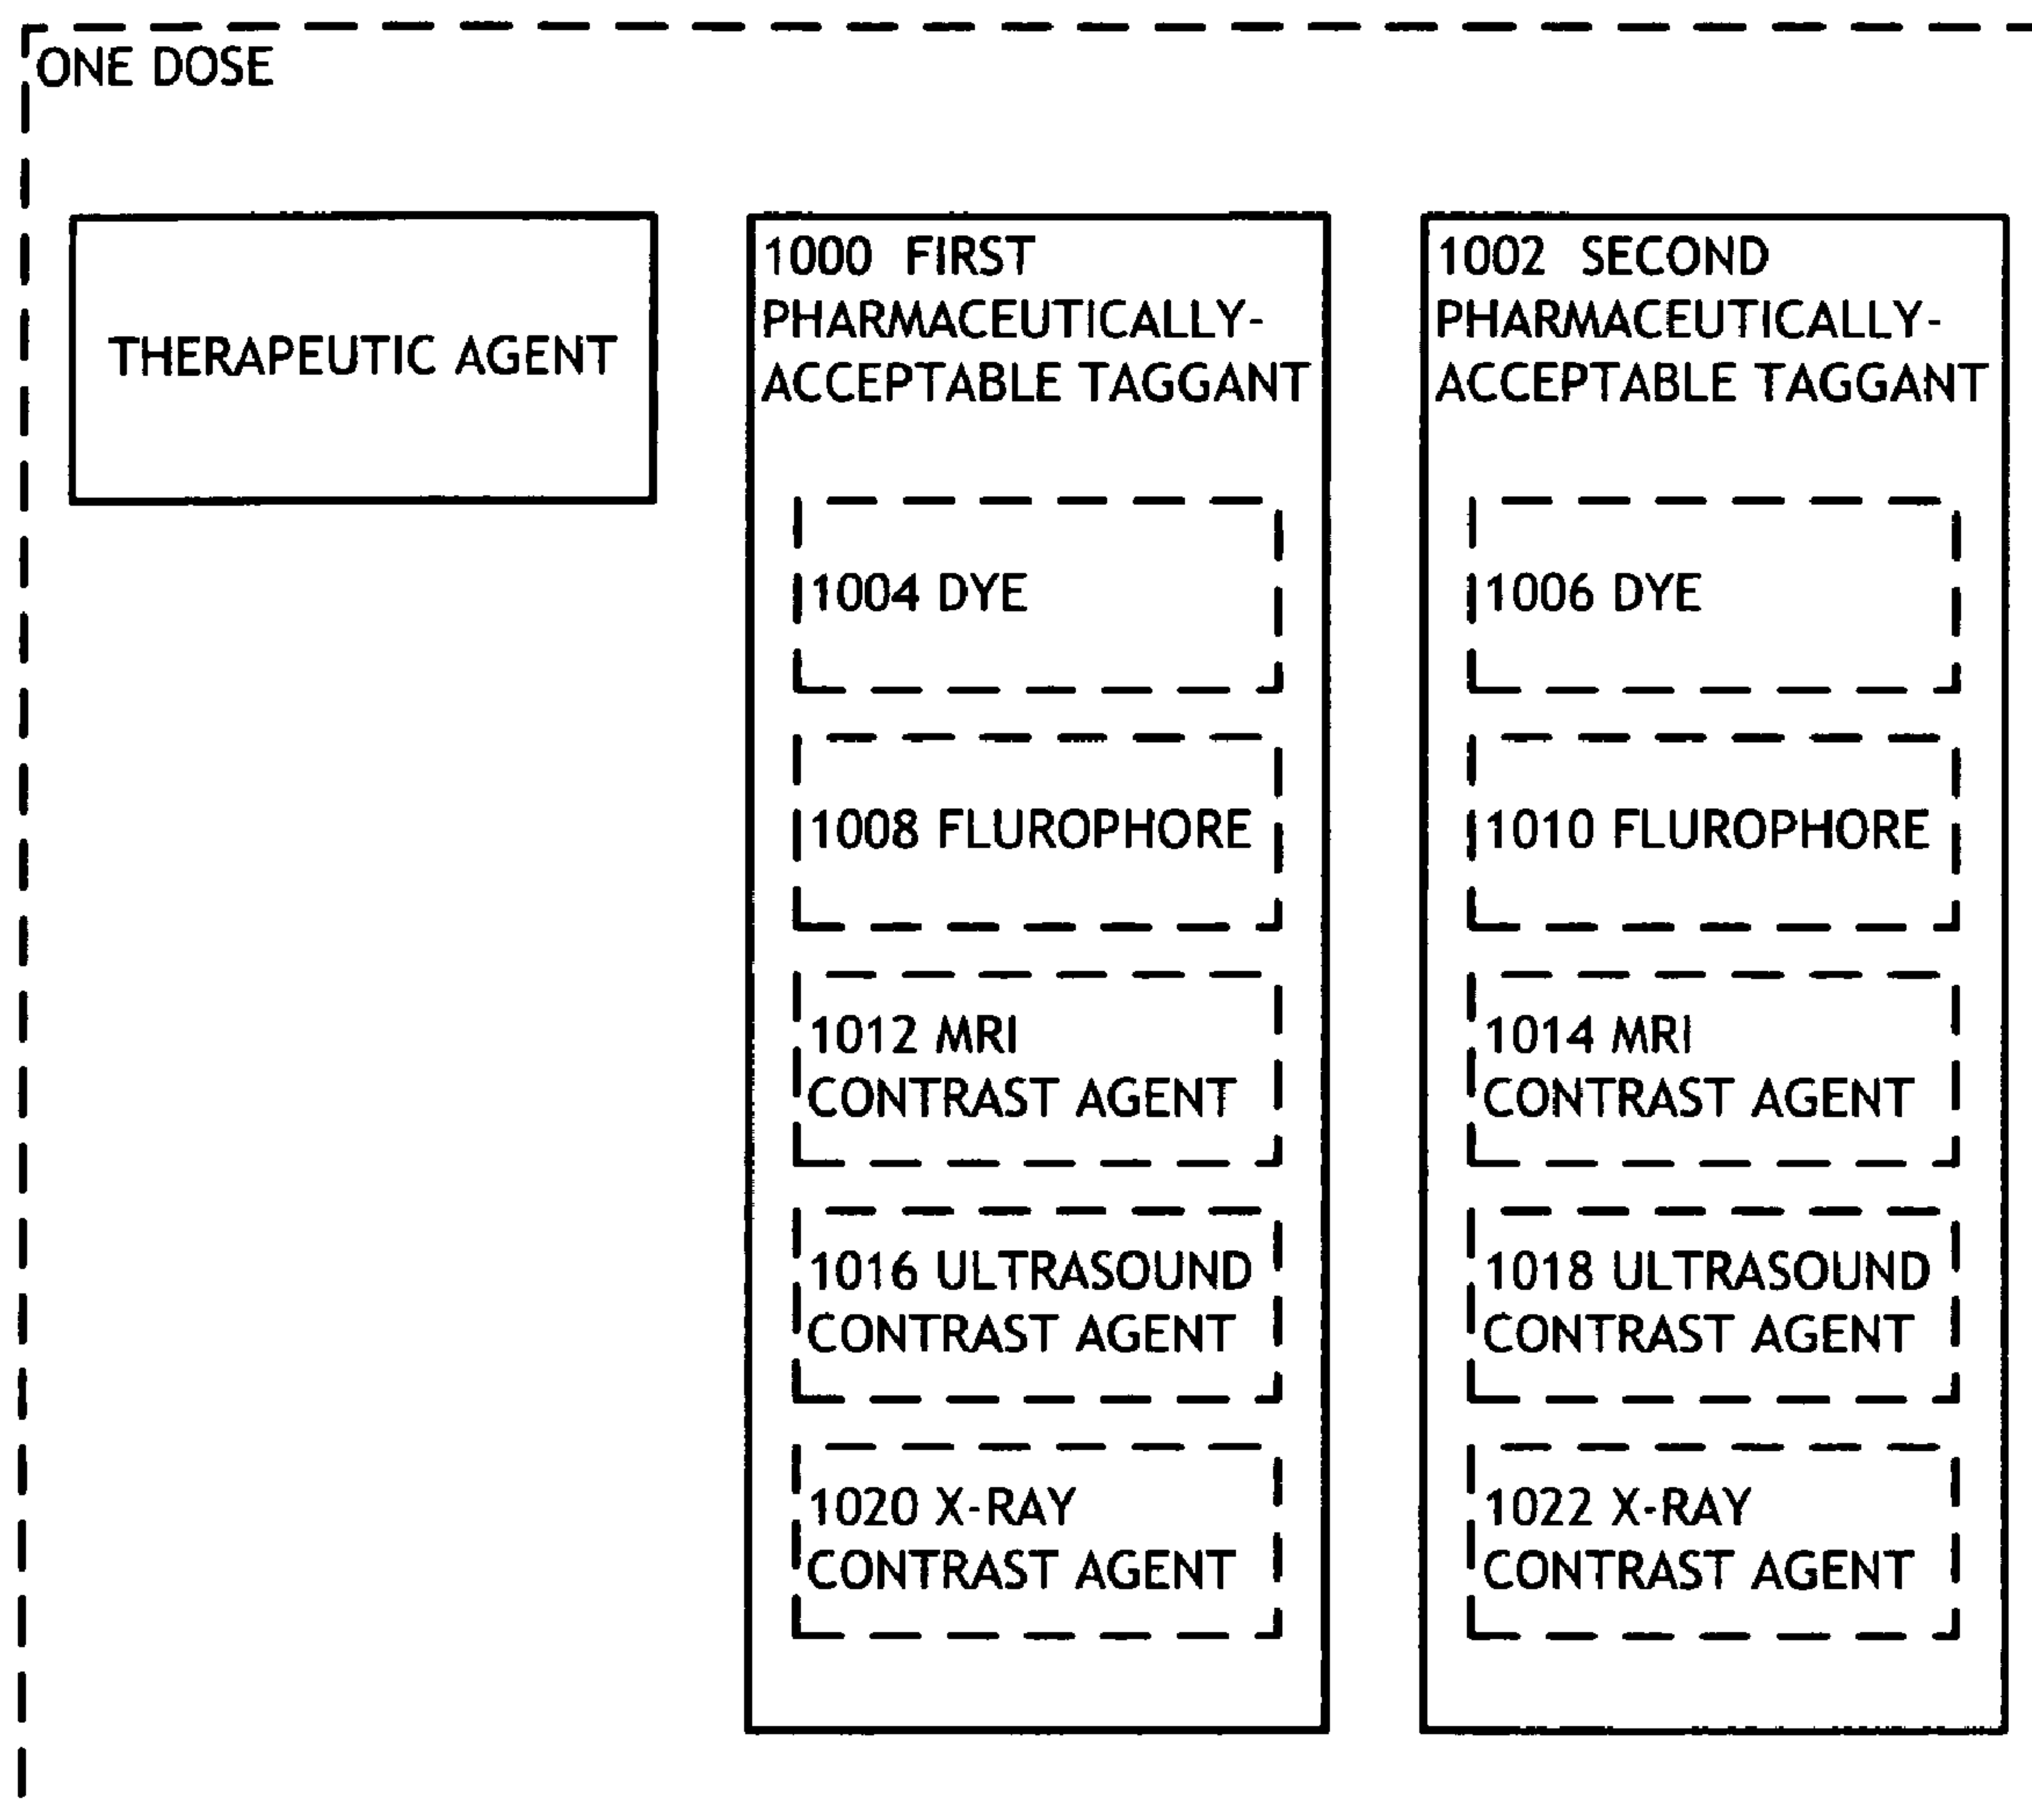 ONE DOSE
THERAPEUTIC AGENT
1000 FIRST
PHARMACEUTICALLY-
ACCEPTABLE TAGGANT
1004 DYE
1008 FLUROPHORE
1012 MRI
CONTRAST AGENT
1016 ULTRASOUND
CONTRAST AGENT
1020 X-RAY
CONTRAST AGENT
1002 SECOND
PHARMACEUTICALLY-
ACCEPTABLE TAGGANT
1006 DYE
1010 FLUROPHORE
1014 MRI
CONTRAST AGENT
1018 ULTRASOUND
CONTRAST AGENT
1022 X-RAY
CONTRAST AGENT